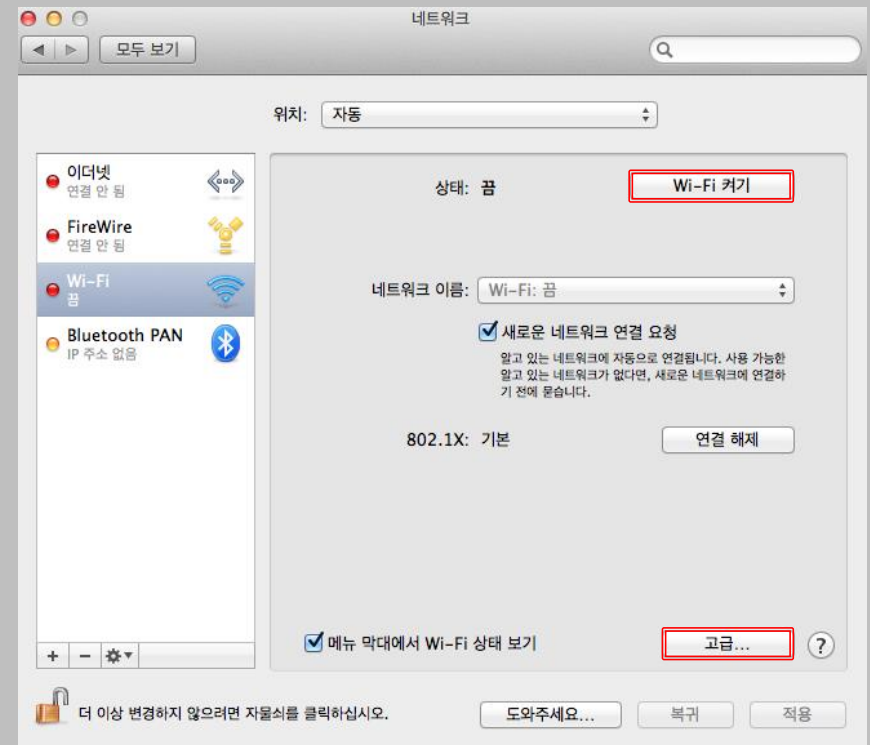 네트워크
모두 보기
위치: 자동
이더넷
연결 안 됨
FireWire
연결 안 됨
Wi-Fi
끔
Bluetooth PAN
IP 주소 없음
상태: 끔
Wi-Fi 켜기
네트워크 이름: Wi-Fi: 끔
새로운 네트워크 연결 요청
알고 있는 네트워크에 자동으로 연결됩니다. 사용 가능한
알고 있는 네트워크가 없다면, 새로운 네트워크에 연결하
기 전에 묻습니다.
802.1X: 기본
연결 해제
메뉴 막대에서 Wi-Fi 상태 보기
고급...
?
더 이상 변경하지 않으려면 자물쇠를 클릭하십시오.
도와주세요...
복귀
적용